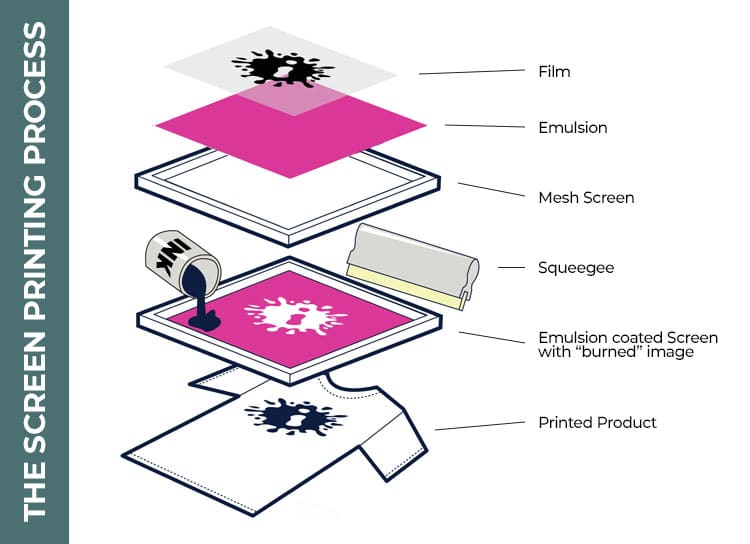 THE SCREEN PRINTING PROCESS
Film
Emulsion
Mesh Screen
INK
Squeegee
Emulsion coated Screen
with “burned” image
Printed Product